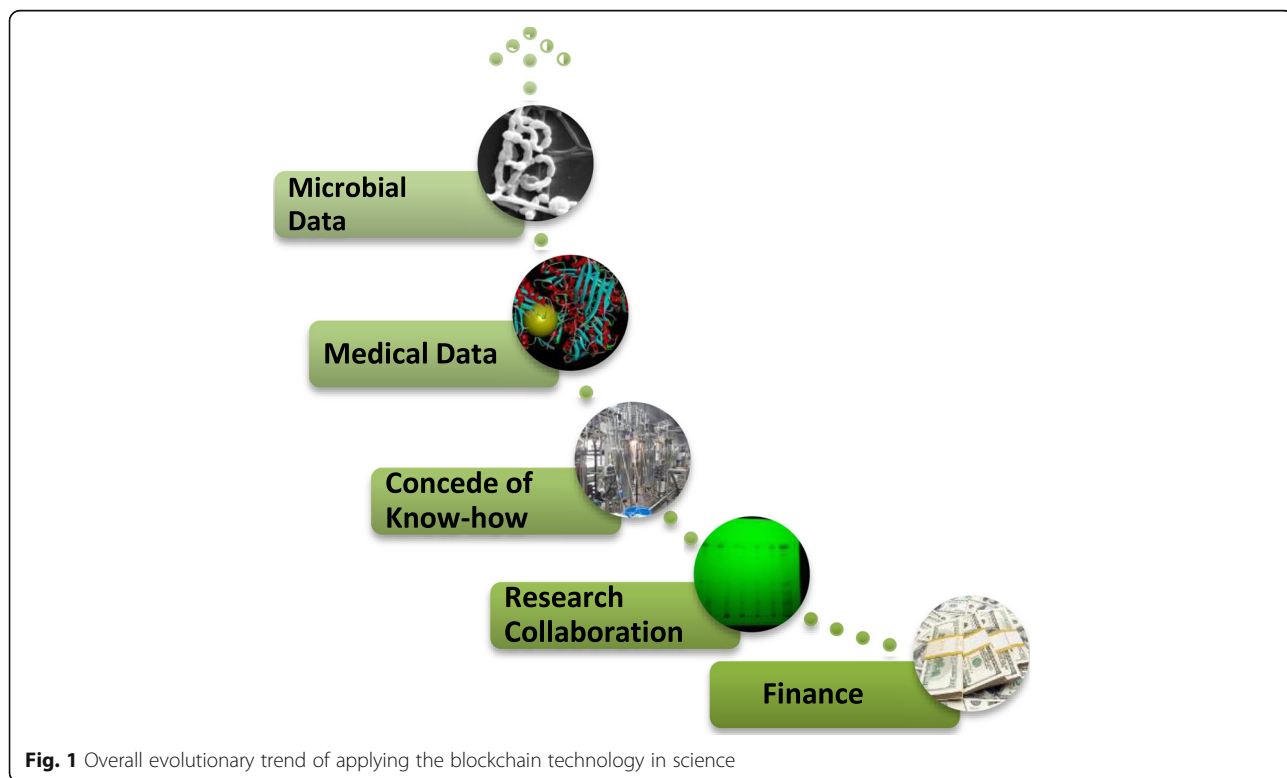 Microbial
Data
Medical Data
Concede of
Know-how
Research
Collaboration
Finance
Fig. 1 Overall evolutionary trend of applying the blockchain technology in science